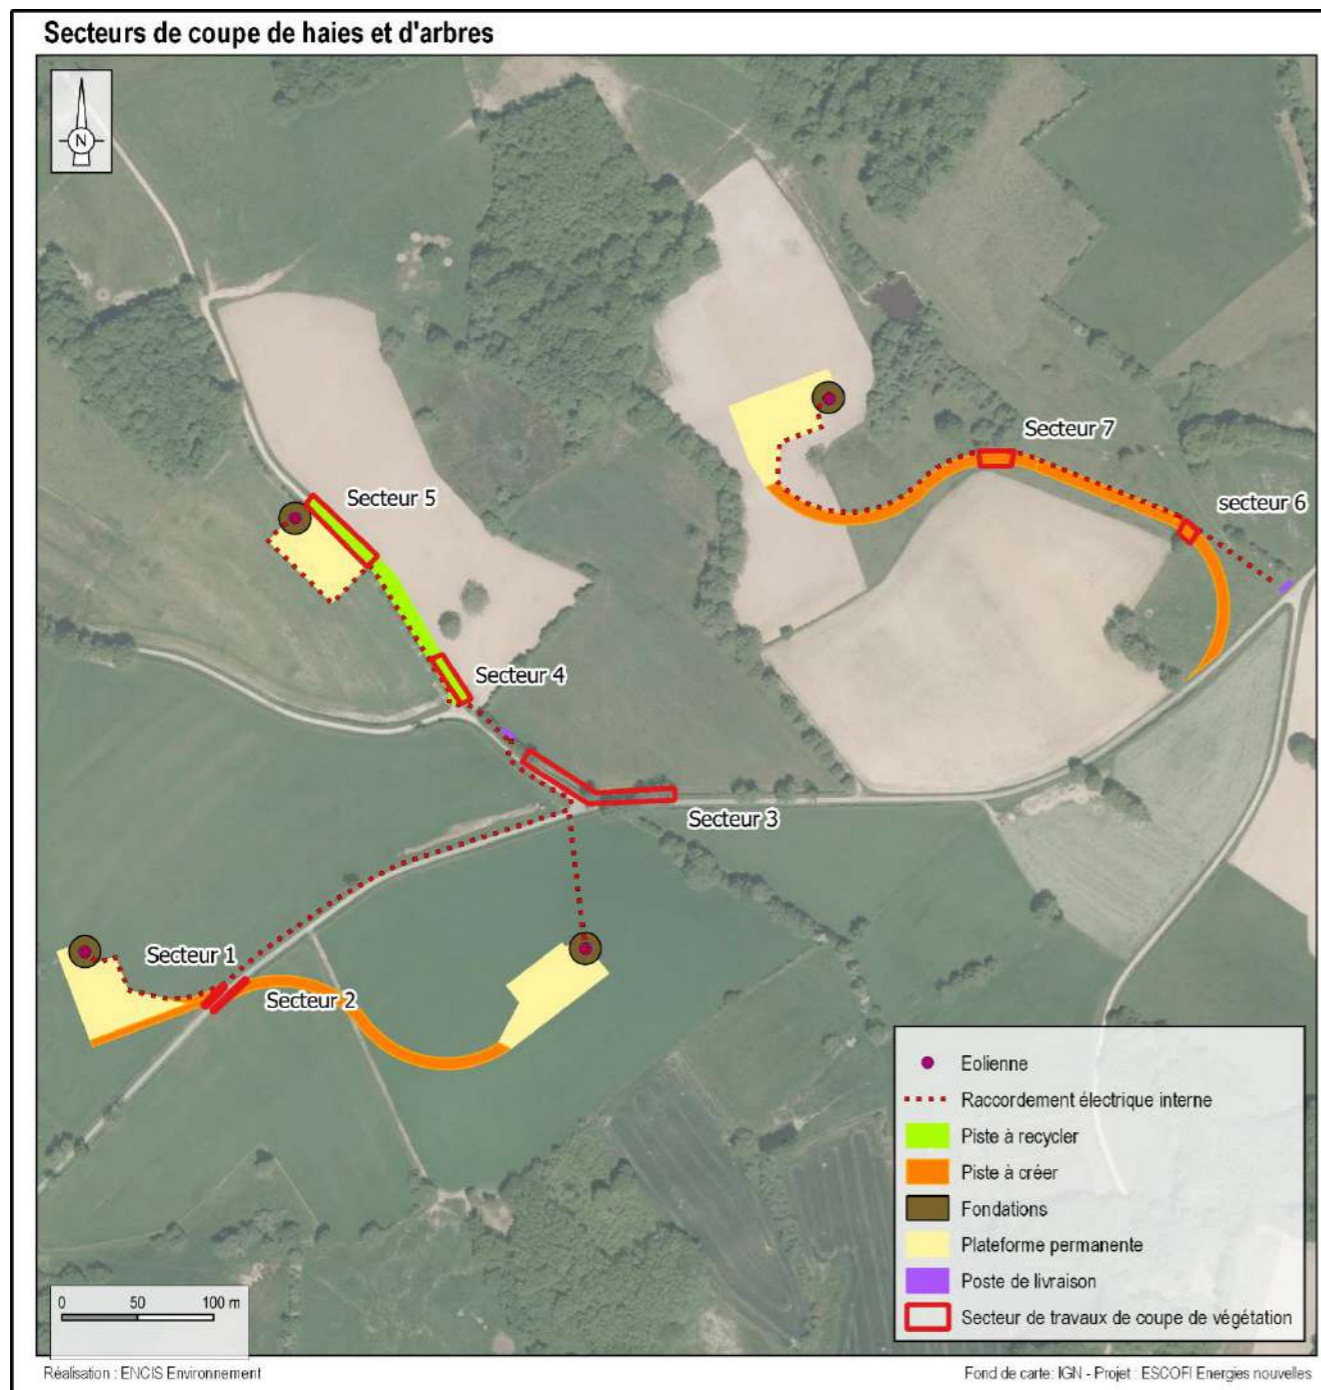 Secteurs de coupe de haies et d'arbres
N
Secteur 7
Secteur 5
secteur 6
Secteur 4
Secteur 3
Secteur 1
Secteur 2
Eolienne
Raccordement électrique interne
Piste à recycler
Piste à créer
Fondations
Plateforme permanente
Poste de livraison
Secteur de travaux de coupe de végétation
0 50 100 m
Réalisation : ENCIS Environnement
Fond de carte: IGN - Projet : ESCOFI Energies nouvelles